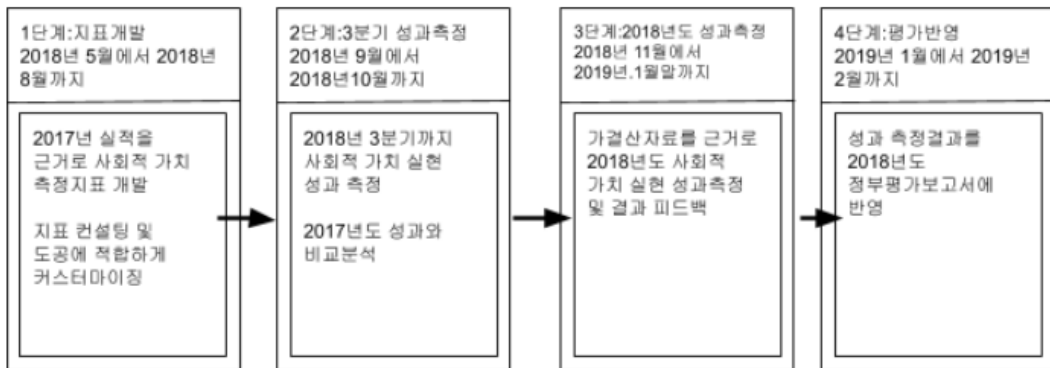 1단계:지표개발
2018년 5월에서 2018년
8월까지
2017년 실적을
근거로 사회적 가치
측정지표 개발
지표 컨설팅 및
도공에 적합하게
커스터마이징
2단계:3분기 성과측정
2018년 9월에서
2018년10월까지
2018년 3분기까지
사회적 가치 실현
성과 측정
2017년도 성과와
비교분석
3단계:2018년도 성과측정
2018년 11월에서
2019년.1월말까지
가결산자료를 근거로
2018년도 사회적
가치 실현 성과측정
및 결과 피드백
4단계:평가반영
2019년 1월에서 2019년
2월까지
성과 측정결과를
2018년도
정부평가보고서에
반영